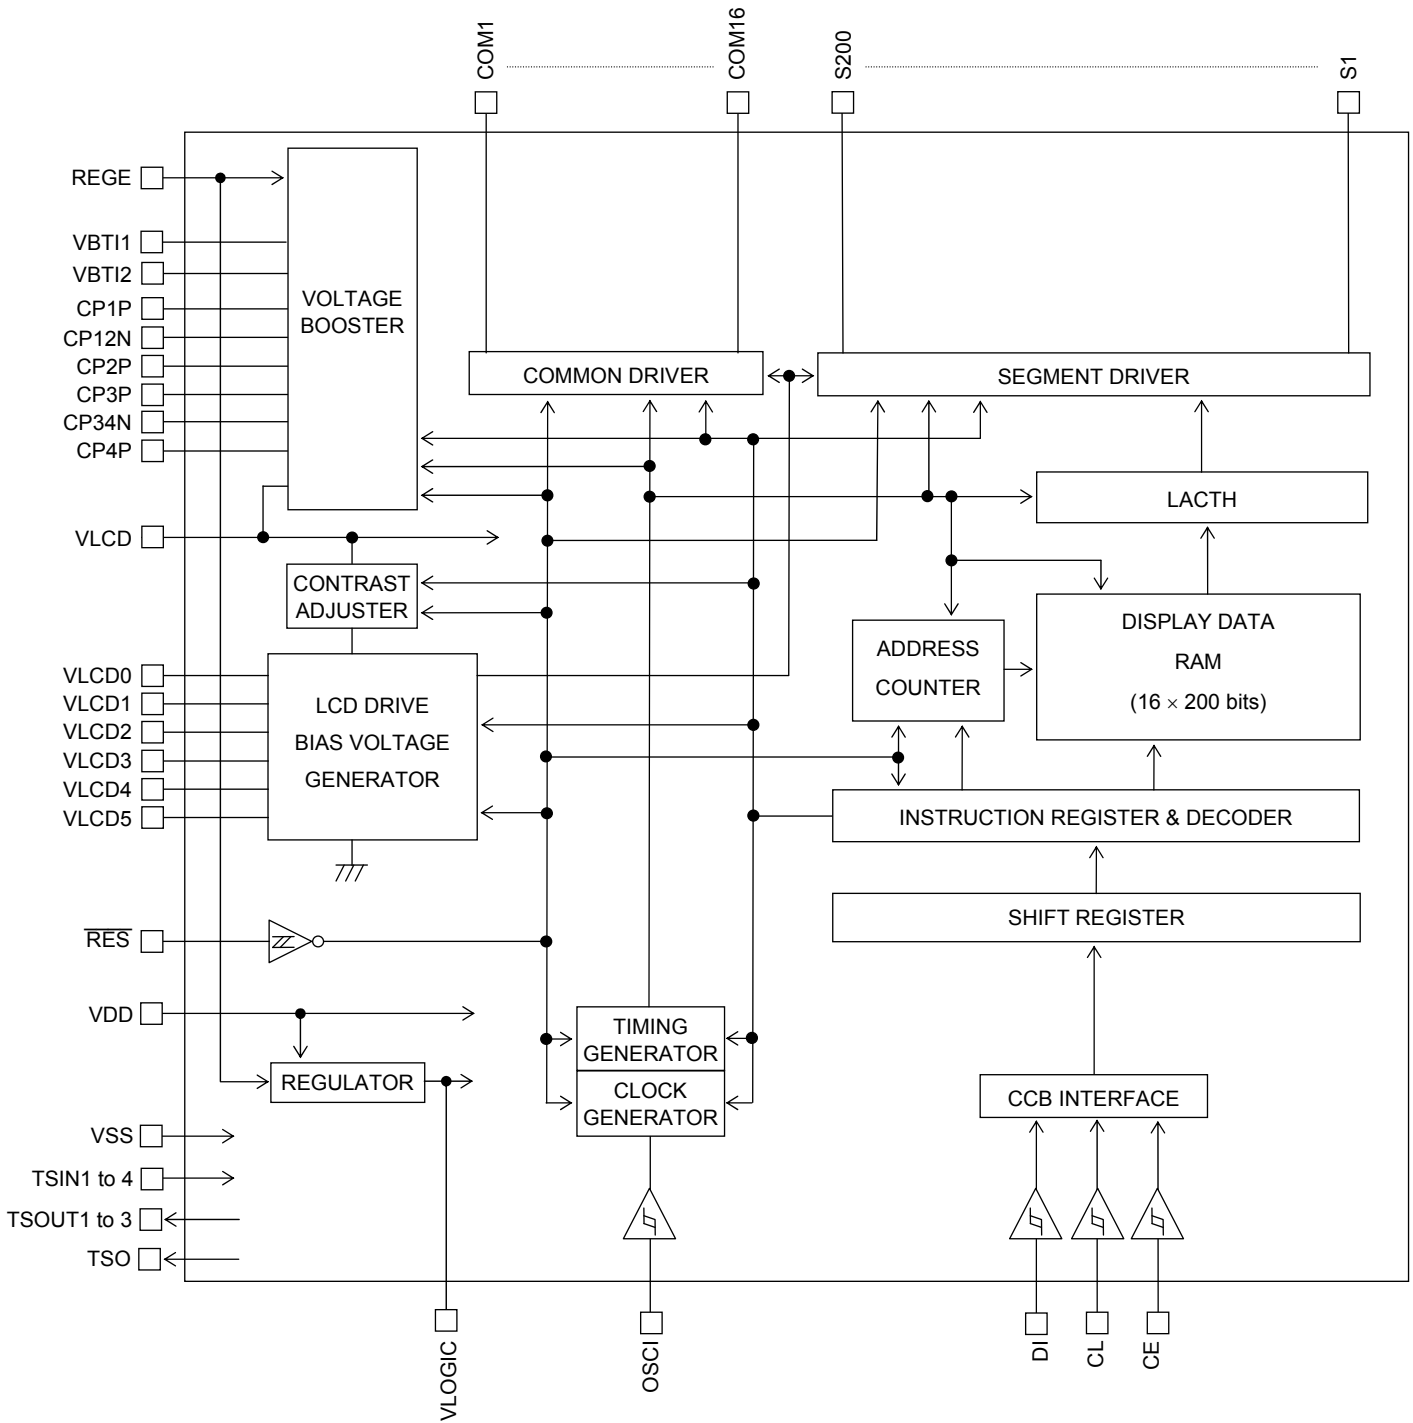 COM1
COM16
S200
S1
REGE
VBTI1
VBTI2
CP1P
CP12N
CP2P
CP3P
CP34N
CP4P
VOLTAGE
BOOSTER
COMMON DRIVER
SEGMENT DRIVER
LACTH
VLCD
CONTRAST
ADJUSTER
ADDRESS
COUNTER
DISPLAY DATA
RAM
(16 × 200 bits)
VLCD0
VLCD1
VLCD2
VLCD3
VLCD4
VLCD5
LCD DRIVE
BIAS VOLTAGE
GENERATOR
INSTRUCTION REGISTER & DECODER
SHIFT REGISTER
RES
VDD
TIMING
GENERATOR
REGULATOR
CLOCK
GENERATOR
CCB INTERFACE
VSS
TSIN1 to 4
TSOUT1 to 3
TSO
VLOGIC
OSCI
DI
CL
CE